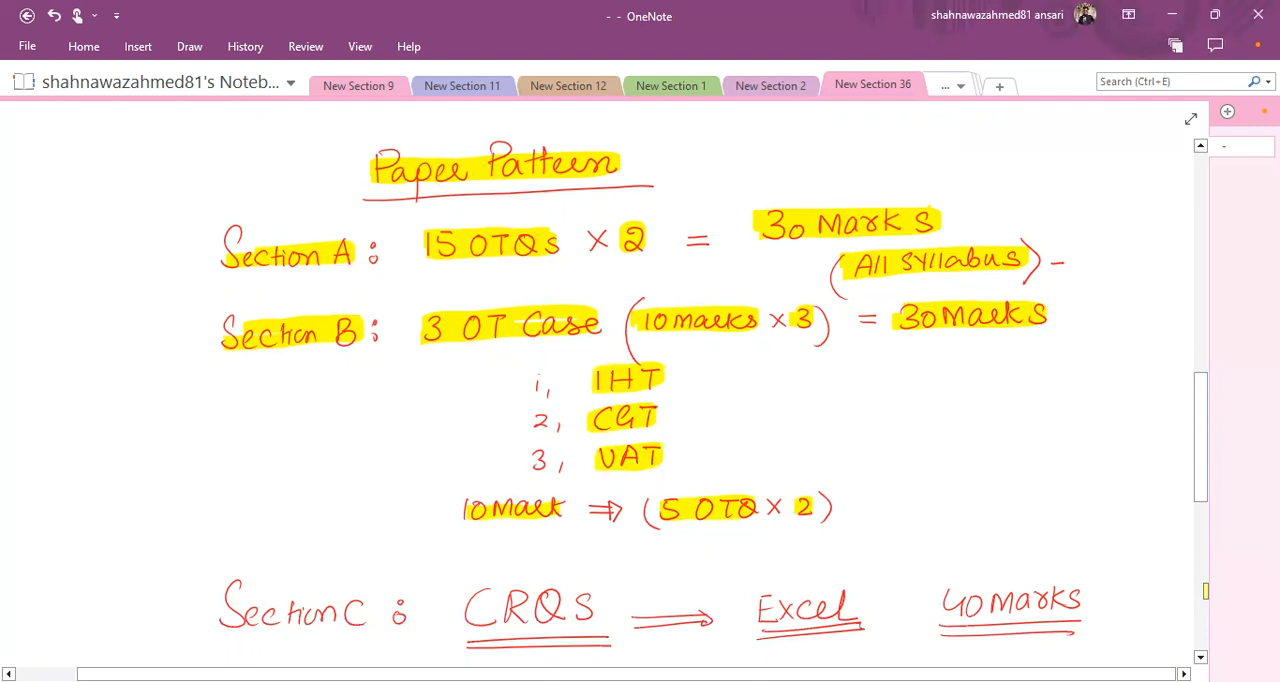 - - OneNote
shahnawazahmed81 ansari
File Home Insert Draw History Review View Help
shahnawazahmed81's Noteb... New Section 9 New Section 11 New Section 12 New Section 1 New Section 2 New Section 36 ... + Search (Ctrl+E)
Paper Pattern
Section A: 15 OTQs × 2 = 30 Marks
(All syllabus) -
Section B: 3 OT Case (10 marks × 3) = 30 Marks
1, IHT
2, CGT
3, VAT
10 Mark ⇒ (5 OTQ × 2)
Section C: CRQS ⟹ Excel 40 marks